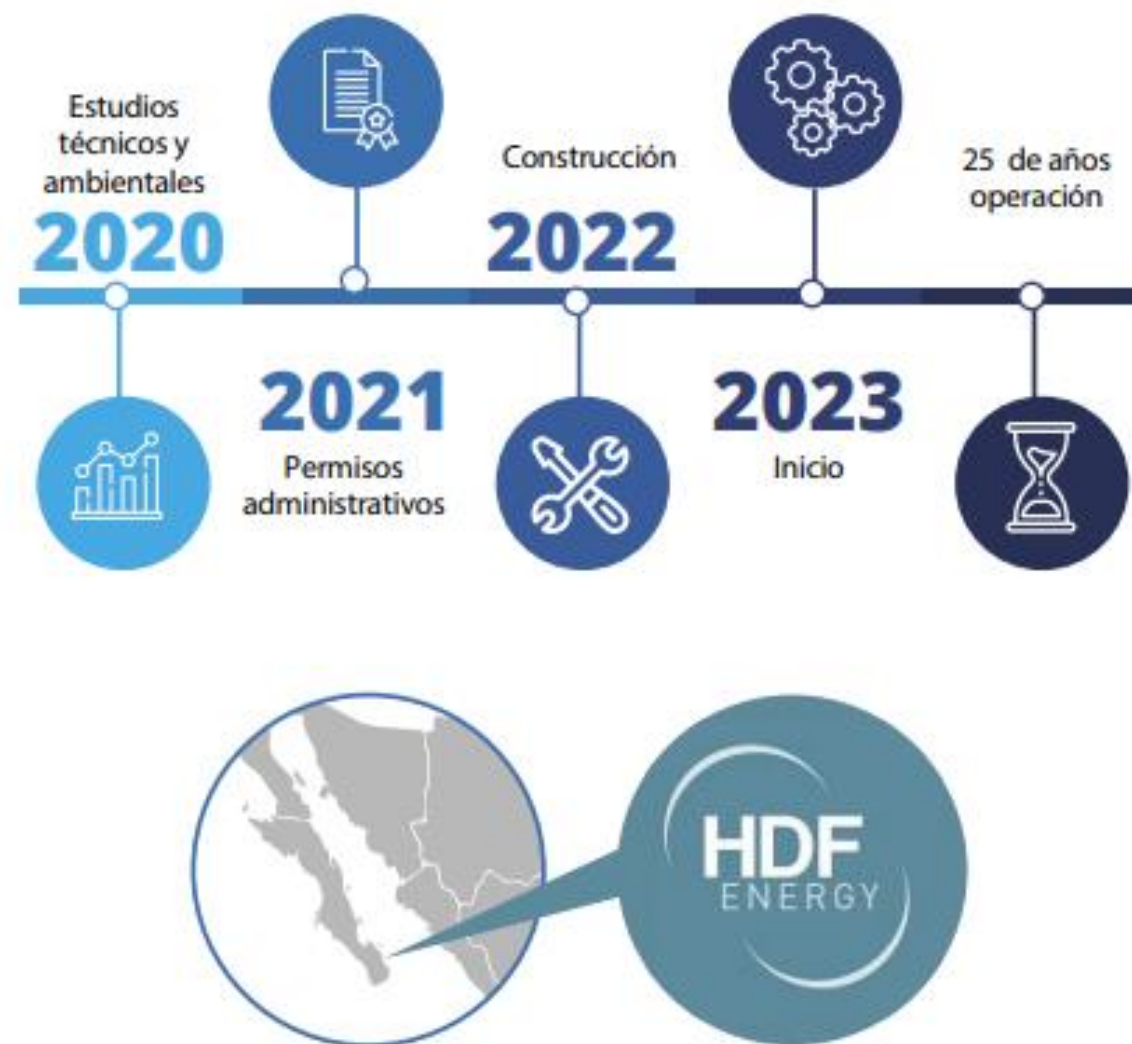 Estudios
técnicos y
ambientales
2020
2021
Permisos
administrativos
Construcción
2022
2023
Inicio
25 de años
operación
HDF
ENERGY